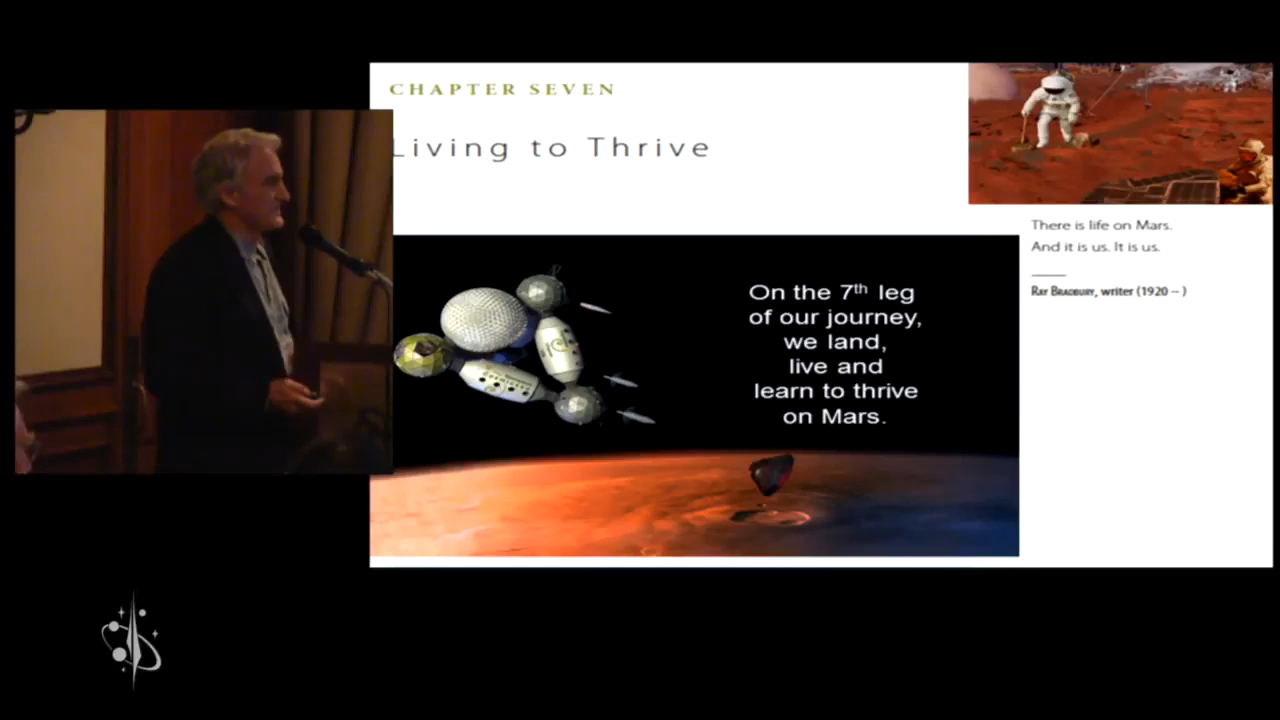 CHAPTER SEVEN
Living to Thrive
On the 7th leg
of our journey,
we land,
live and
learn to thrive
on Mars.
There is life on Mars.
And it is us. It is us.
RAY BRADBURY, writer (1920 – )